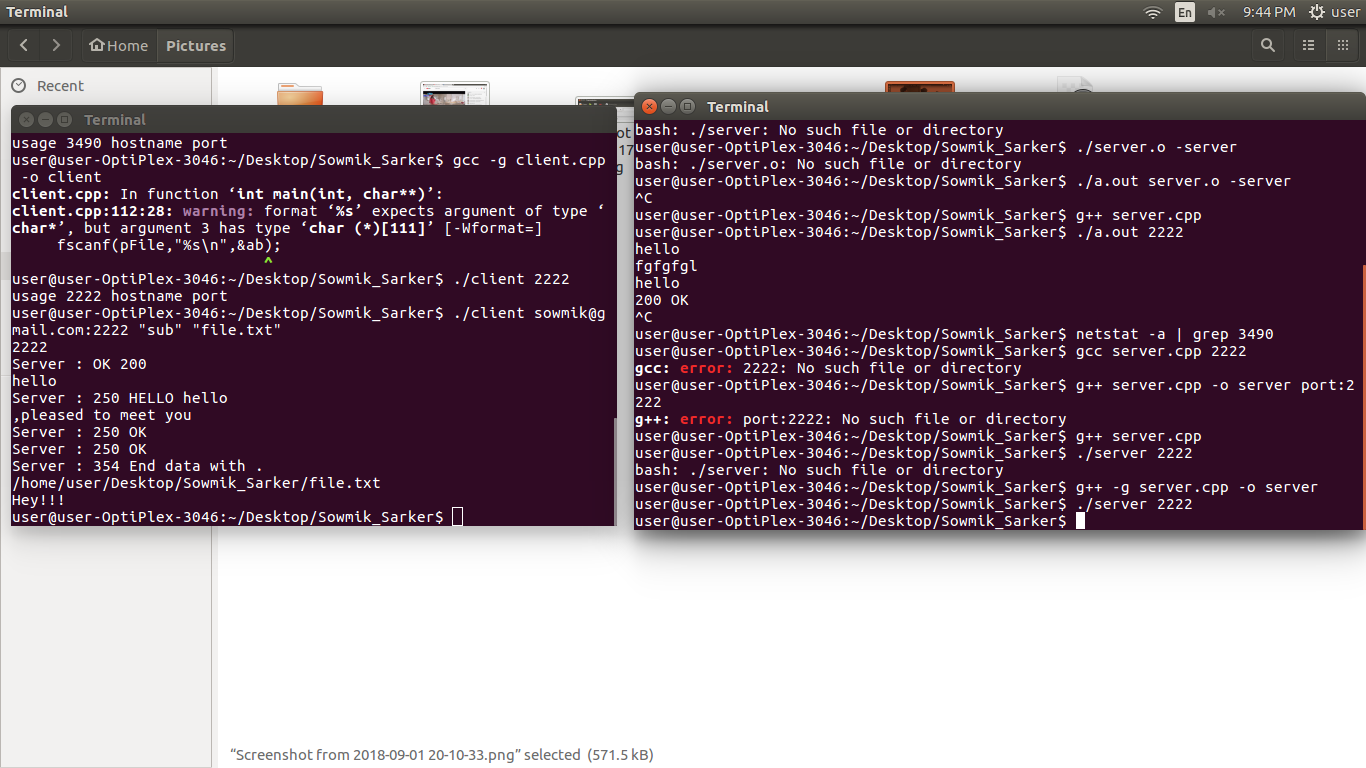 Terminal
En
9:44 PM
user
Home
Pictures
Recent
Terminal
usage 3490 hostname port
user@user-OptiPlex-3046:~/Desktop/Sowmik_Sarker$ gcc -g client.cpp
 -o client
client.cpp: In function ‘int main(int, char**)’:
client.cpp:112:28: warning: format ‘%s’ expects argument of type ‘
char*’, but argument 3 has type ‘char (*)[111]’ [-Wformat=]
     fscanf(pFile,"%s\n",&ab);
                            ^
user@user-OptiPlex-3046:~/Desktop/Sowmik_Sarker$ ./client 2222
usage 2222 hostname port
user@user-OptiPlex-3046:~/Desktop/Sowmik_Sarker$ ./client sowmik@g
mail.com:2222 "sub" "file.txt"
2222
Server : OK 200
hello
Server : 250 HELLO hello
,pleased to meet you
Server : 250 OK
Server : 250 OK
Server : 354 End data with .
/home/user/Desktop/Sowmik_Sarker/file.txt
Hey!!!
user@user-OptiPlex-3046:~/Desktop/Sowmik_Sarker$
ot
17
g
Terminal
bash: ./server: No such file or directory
user@user-OptiPlex-3046:~/Desktop/Sowmik_Sarker$ ./server.o -server
bash: ./server.o: No such file or directory
user@user-OptiPlex-3046:~/Desktop/Sowmik_Sarker$ ./a.out server.o -server
^C
user@user-OptiPlex-3046:~/Desktop/Sowmik_Sarker$ g++ server.cpp
user@user-OptiPlex-3046:~/Desktop/Sowmik_Sarker$ ./a.out 2222
hello
fgfgfgl
hello
200 OK
^C
user@user-OptiPlex-3046:~/Desktop/Sowmik_Sarker$ netstat -a | grep 3490
user@user-OptiPlex-3046:~/Desktop/Sowmik_Sarker$ gcc server.cpp 2222
gcc: error: 2222: No such file or directory
user@user-OptiPlex-3046:~/Desktop/Sowmik_Sarker$ g++ server.cpp -o server port:2
222
g++: error: port:2222: No such file or directory
user@user-OptiPlex-3046:~/Desktop/Sowmik_Sarker$ g++ server.cpp
user@user-OptiPlex-3046:~/Desktop/Sowmik_Sarker$ ./server 2222
bash: ./server: No such file or directory
user@user-OptiPlex-3046:~/Desktop/Sowmik_Sarker$ g++ -g server.cpp -o server
user@user-OptiPlex-3046:~/Desktop/Sowmik_Sarker$ ./server 2222
user@user-OptiPlex-3046:~/Desktop/Sowmik_Sarker$
“Screenshot from 2018-09-01 20-10-33.png” selected (571.5 kB)